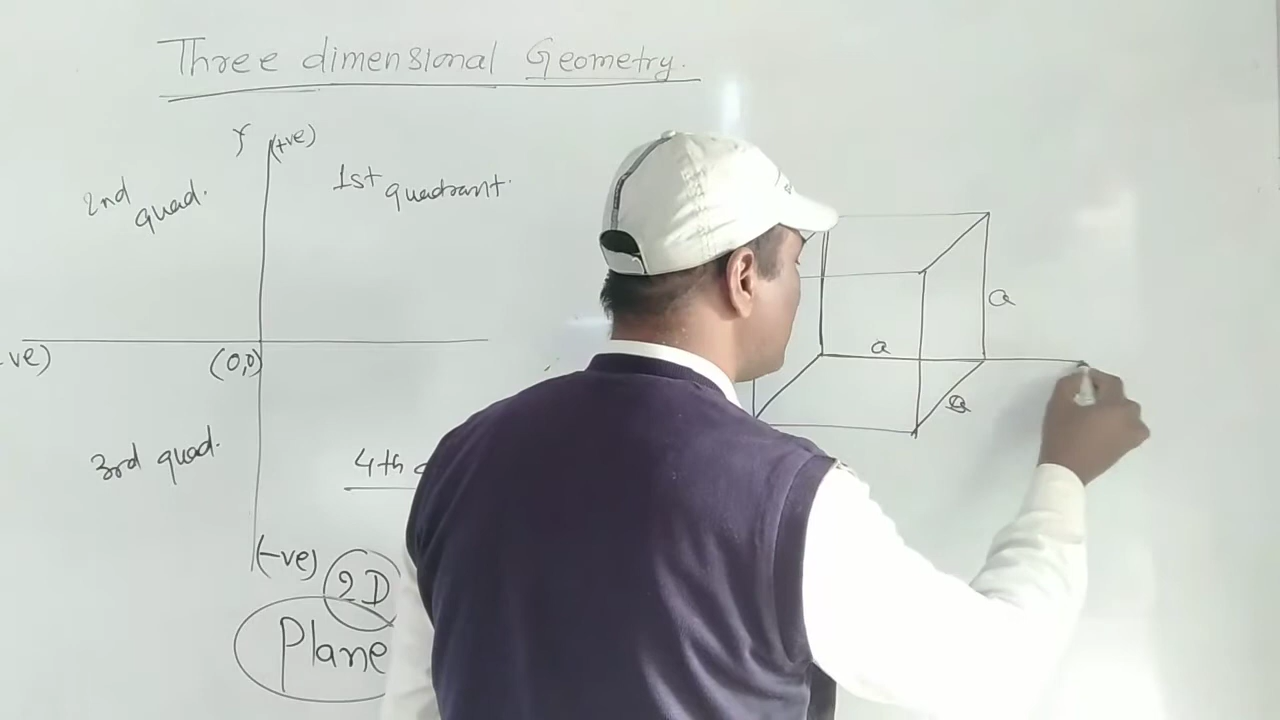 Three dimensional Geometry.
Y (+ve)
2nd quad.
1st quadrant.
-ve)
(0,0)
3rd quad.
4th
(-ve)
2D
Plane
a
a
a